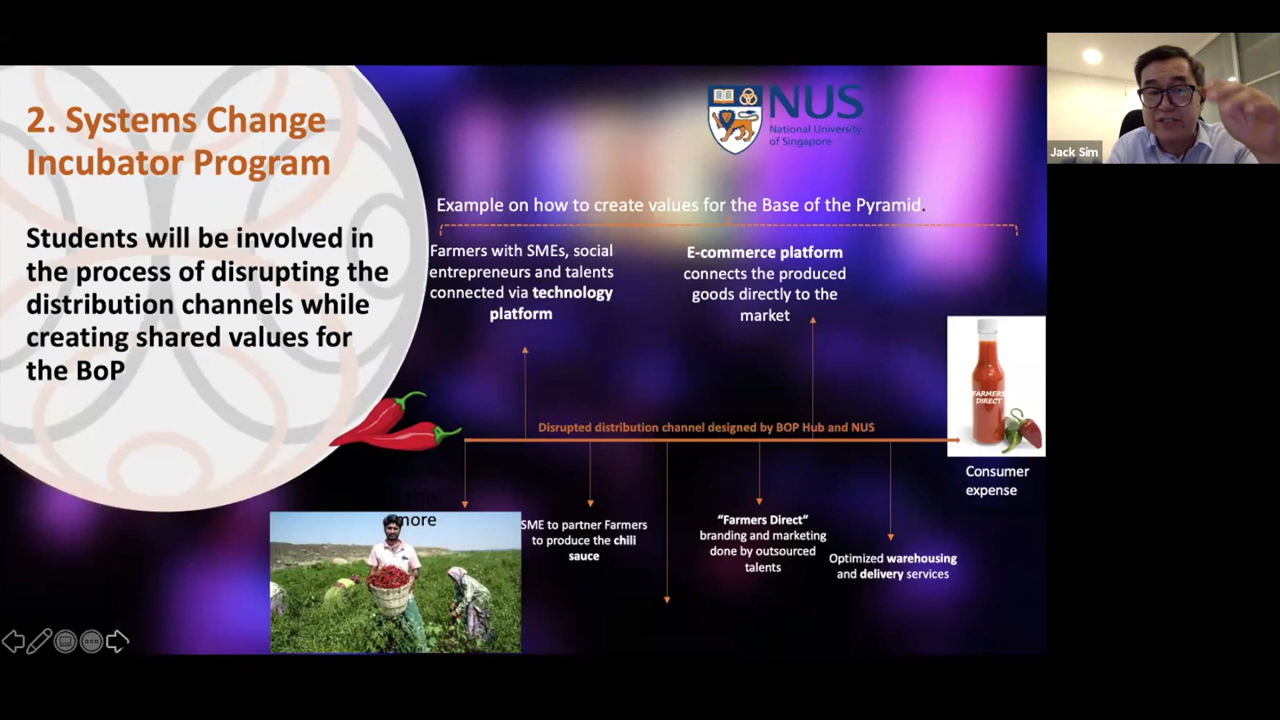 2. Systems Change
Incubator Program
Students will be involved in
the process of disrupting the
distribution channels while
creating shared values for
the BoP
NUS
National University
of Singapore
Example on how to create values for the Base of the Pyramid.
Farmers with SMEs, social
entrepreneurs and talents
connected via technology
platform
E-commerce platform
connects the produced
goods directly to the
market
Disrupted distribution channel designed by BOP Hub and NUS
FARMERS
DIRECT
Consumer
expense
more
SME to partner Farmers
to produce the chili
sauce
“Farmers Direct”
branding and marketing
done by outsourced
talents
Optimized warehousing
and delivery services
Jack Sim